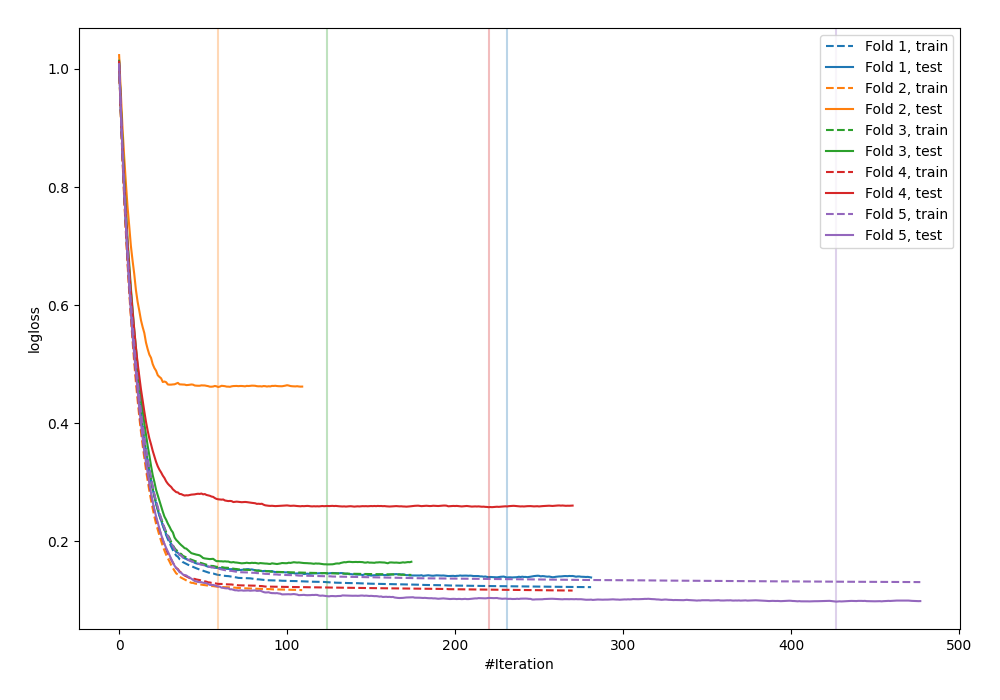 1.0
0.8
0.6
0.4
0.2
logloss
0
100
200
300
400
500
#Iteration
Fold 1, train
Fold 1, test
Fold 2, train
Fold 2, test
Fold 3, train
Fold 3, test
Fold 4, train
Fold 4, test
Fold 5, train
Fold 5, test